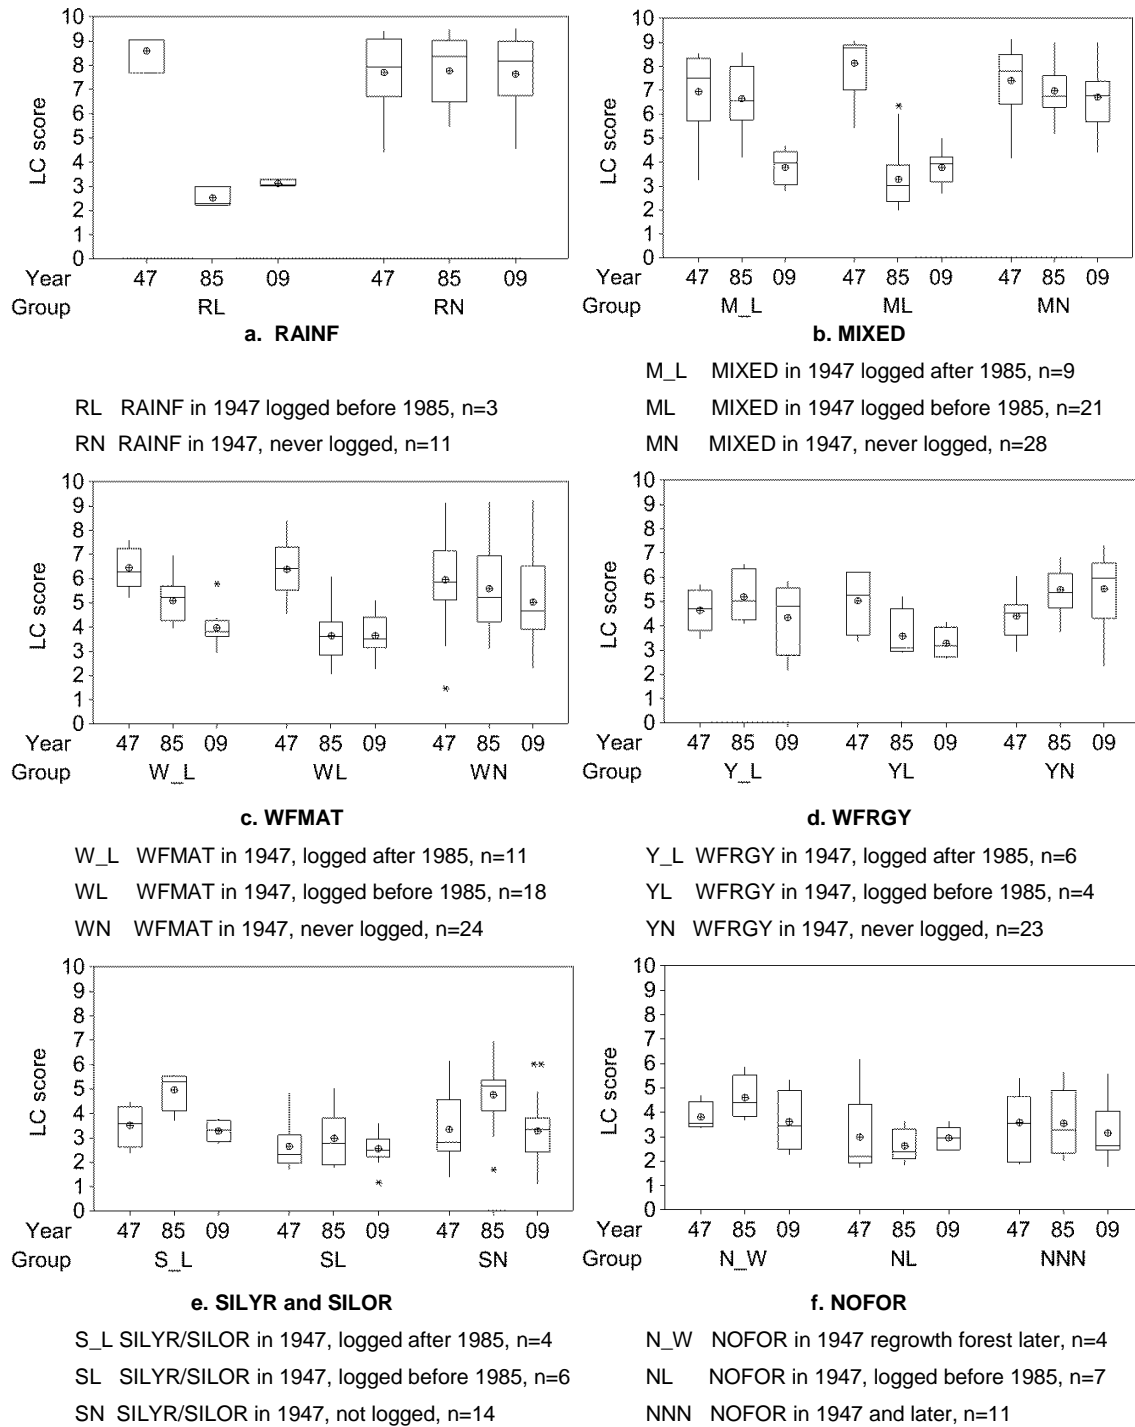 10
9
8
7
6
5
4
3
2
1
0
LC score
Year 47 85 09 47 85 09
Group RL RN
a. RAINF
RL RAINF in 1947 logged before 1985, n=3
RN RAINF in 1947, never logged, n=11
10
9
8
7
6
5
4
3
2
1
0
LC score
Year 47 85 09 47 85 09 47 85 09
Group M_L ML MN
b. MIXED
M_L MIXED in 1947 logged after 1985, n=9
ML MIXED in 1947 logged before 1985, n=21
MN MIXED in 1947, never logged, n=28
10
9
8
7
6
5
4
3
2
1
0
LC score
Year 47 85 09 47 85 09 47 85 09
Group W_L WL WN
c. WFMAT
W_L WFMAT in 1947, logged after 1985, n=11
WL WFMAT in 1947, logged before 1985, n=18
WN WFMAT in 1947, never logged, n=24
10
9
8
7
6
5
4
3
2
1
0
LC score
Year 47 85 09 47 85 09 47 85 09
Group Y_L YL YN
d. WFRGY
Y_L WFRGY in 1947, logged after 1985, n=6
YL WFRGY in 1947, logged before 1985, n=4
YN WFRGY in 1947, never logged, n=23
10
9
8
7
6
5
4
3
2
1
0
LC score
Year 47 85 09 47 85 09 47 85 09
Group S_L SL SN
e. SILYR and SILOR
S_L SILYR/SILOR in 1947, logged after 1985, n=4
SL SILYR/SILOR in 1947, logged before 1985, n=6
SN SILYR/SILOR in 1947, not logged, n=14
10
9
8
7
6
5
4
3
2
1
0
LC score
Year 47 85 09 47 85 09 47 85 09
Group N_W NL NNN
f. NOFOR
N_W NOFOR in 1947 regrowth forest later, n=4
NL NOFOR in 1947, logged before 1985, n=7
NNN NOFOR in 1947 and later, n=11